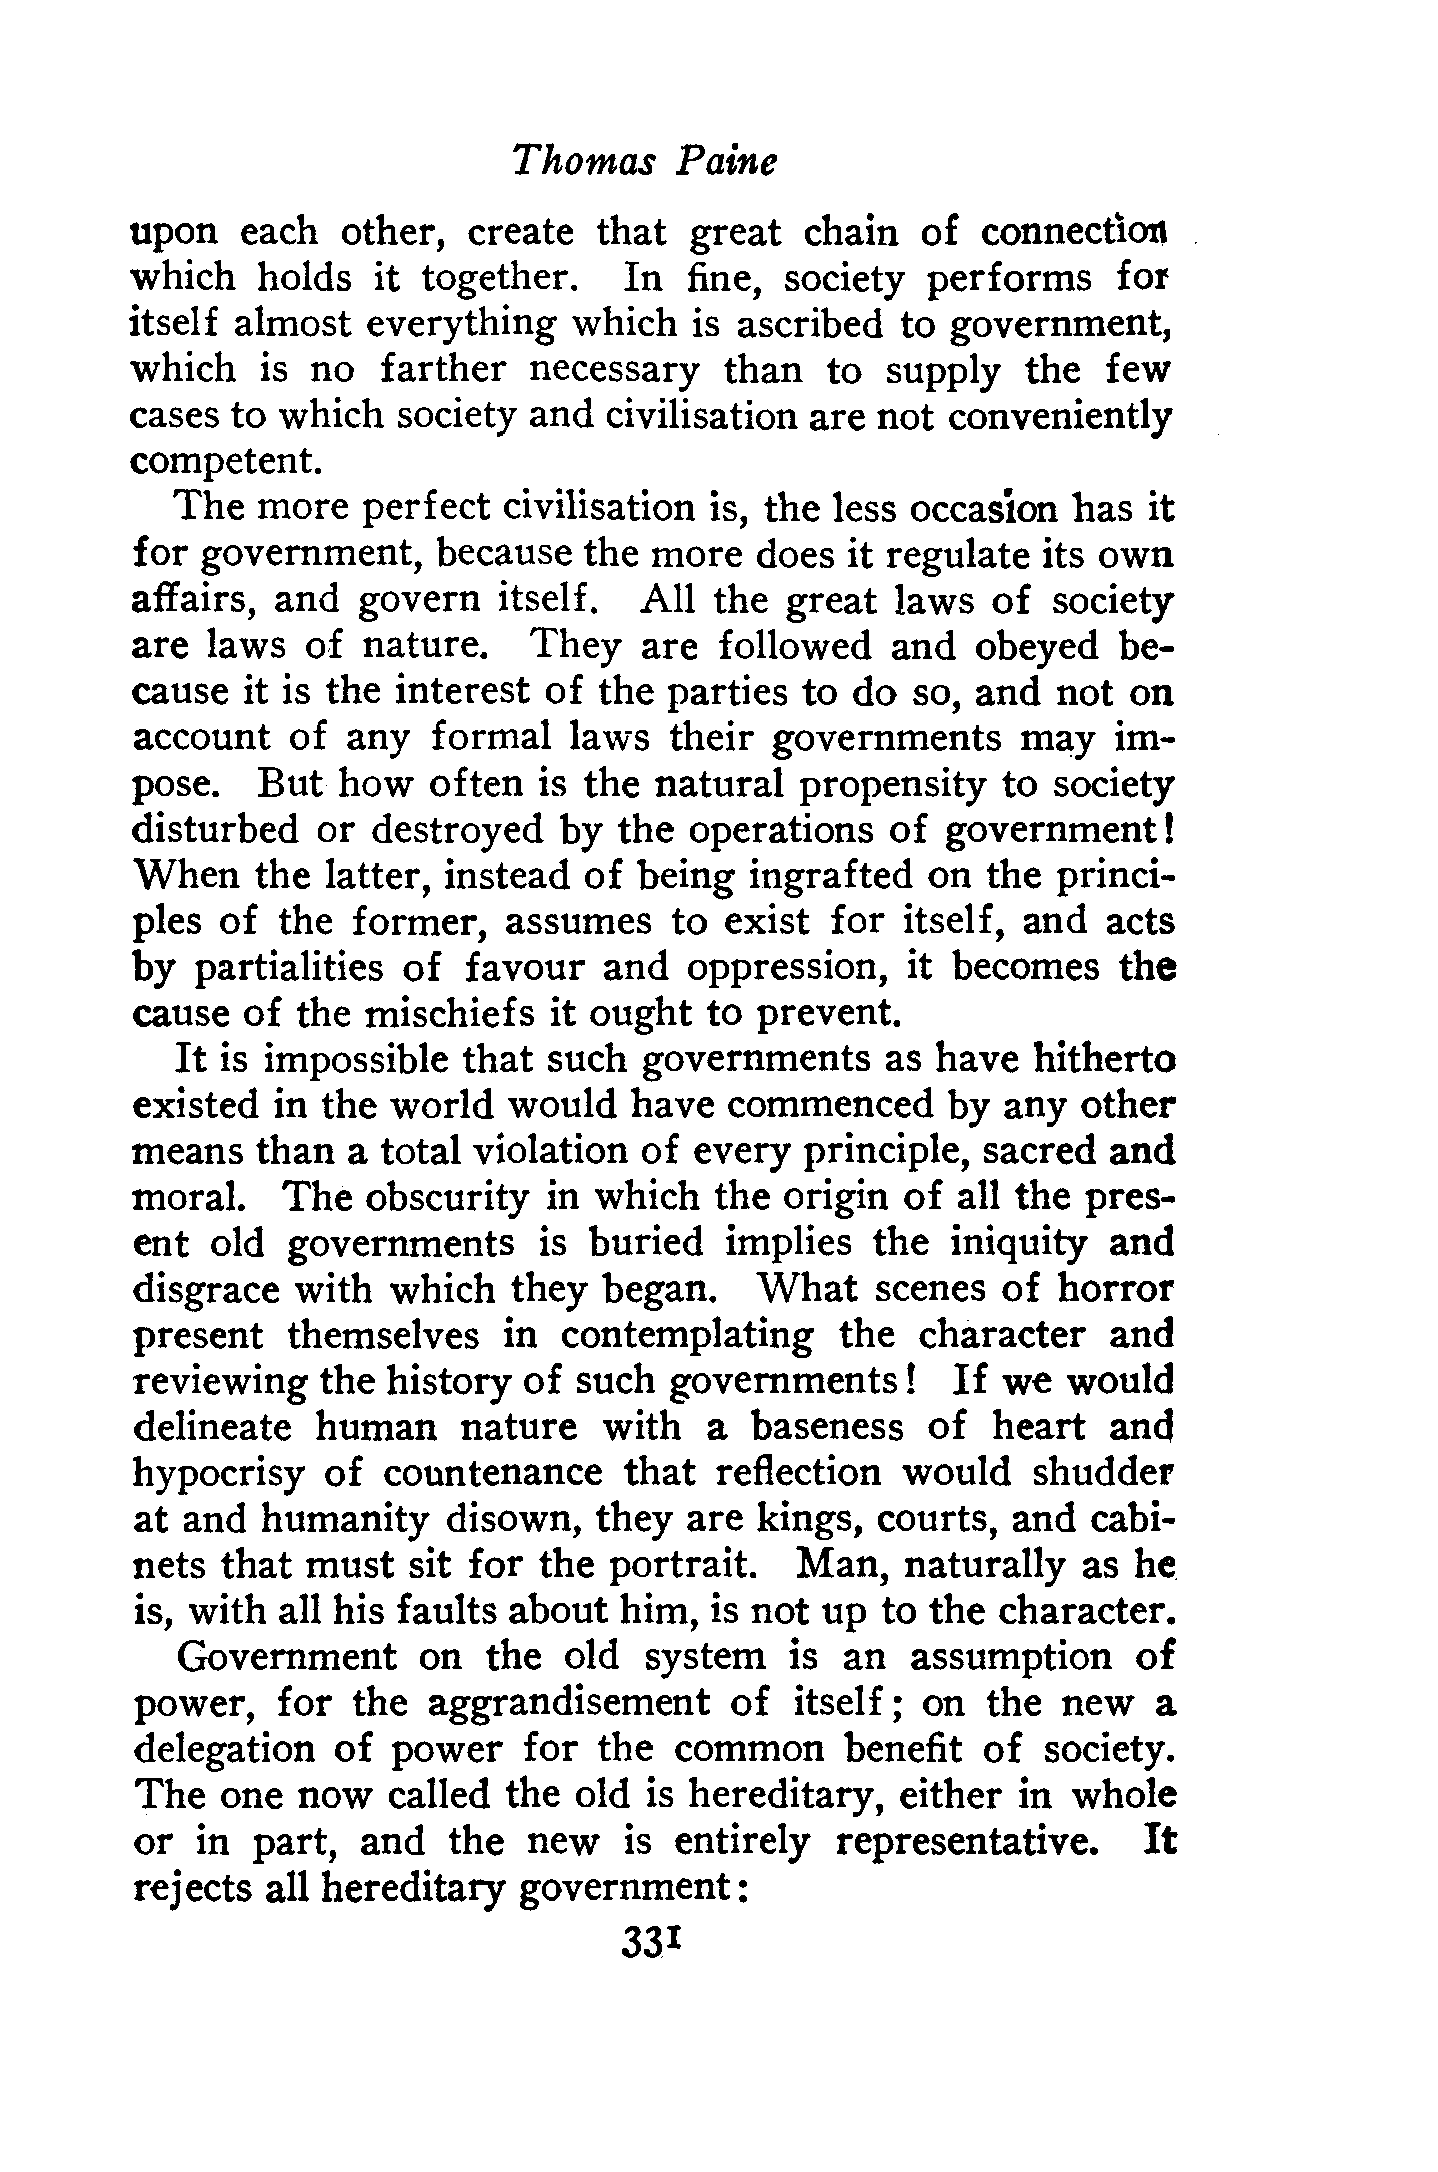 Thomas Paine
upon each other, create that great chain of connection
which holds it together. In fine, society performs for
itself almost everything which is ascribed to government,
which is no farther necessary than to supply the few
cases to which society and civilisation are not conveniently
competent.
The more perfect civilisation is, the less occasion has it
for government, because the more does it regulate its own
affairs, and govern itself. All the great laws of society
are laws of nature. They are followed and obeyed be-
cause it is the interest of the parties to do so, and not on
account of any formal laws their governments may im-
pose. But how often is the natural propensity to society
disturbed or destroyed by the operations of government!
When the latter, instead of being ingrafted on the princi-
ples of the former, assumes to exist for itself, and acts
by partialities of favour and oppression, it becomes the
cause of the mischiefs it ought to prevent.
It is impossible that such governments as have hitherto
existed in the world would have commenced by any other
means than a total violation of every principle, sacred and
moral. The obscurity in which the origin of all the pres-
ent old governments is buried implies the iniquity and
disgrace with which they began. What scenes of horror
present themselves in contemplating the character and
reviewing the history of such governments! If we would
delineate human nature with a baseness of heart and
hypocrisy of countenance that reflection would shudder
at and humanity disown, they are kings, courts, and cabi-
nets that must sit for the portrait. Man, naturally as he
is, with all his faults about him, is not up to the character.
Government on the old system is an assumption of
power, for the aggrandisement of itself; on the new a
delegation of power for the common benefit of society.
The one now called the old is hereditary, either in whole
or in part, and the new is entirely representative. It
rejects all hereditary government:
331